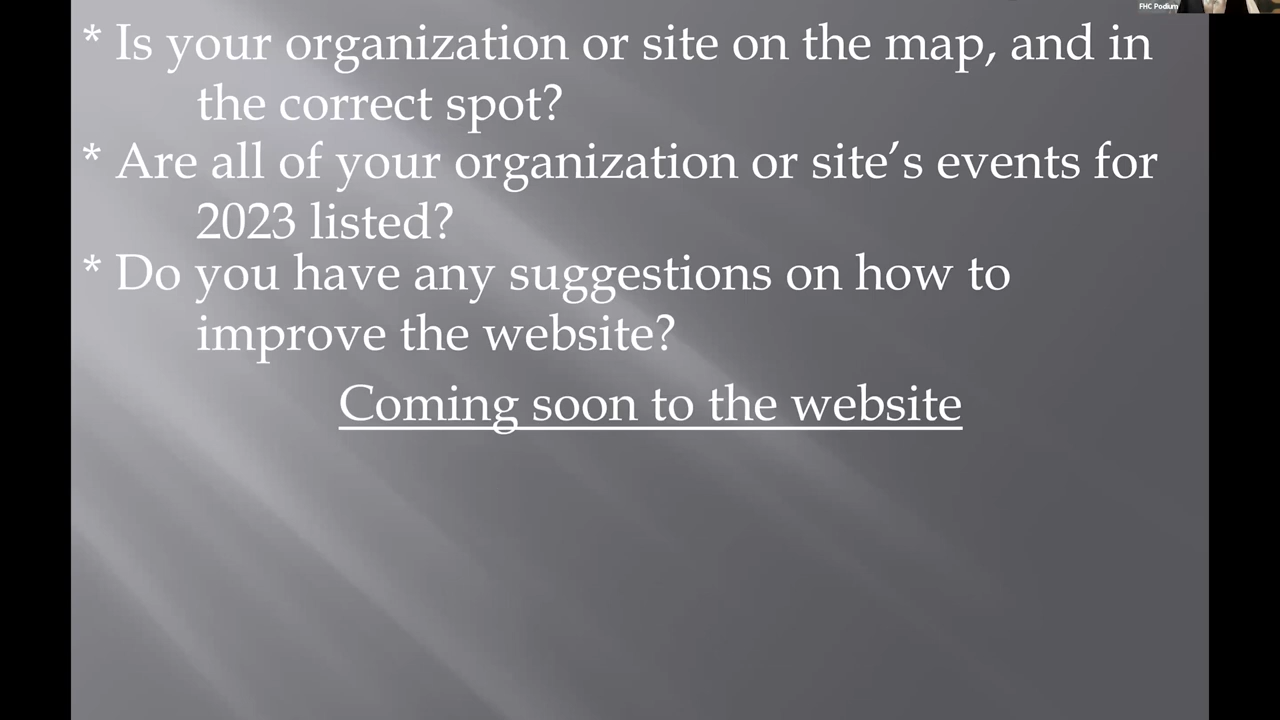 FHC Podium
* Is your organization or site on the map, and in
the correct spot?
* Are all of your organization or site’s events for
2023 listed?
* Do you have any suggestions on how to
improve the website?
Coming soon to the website